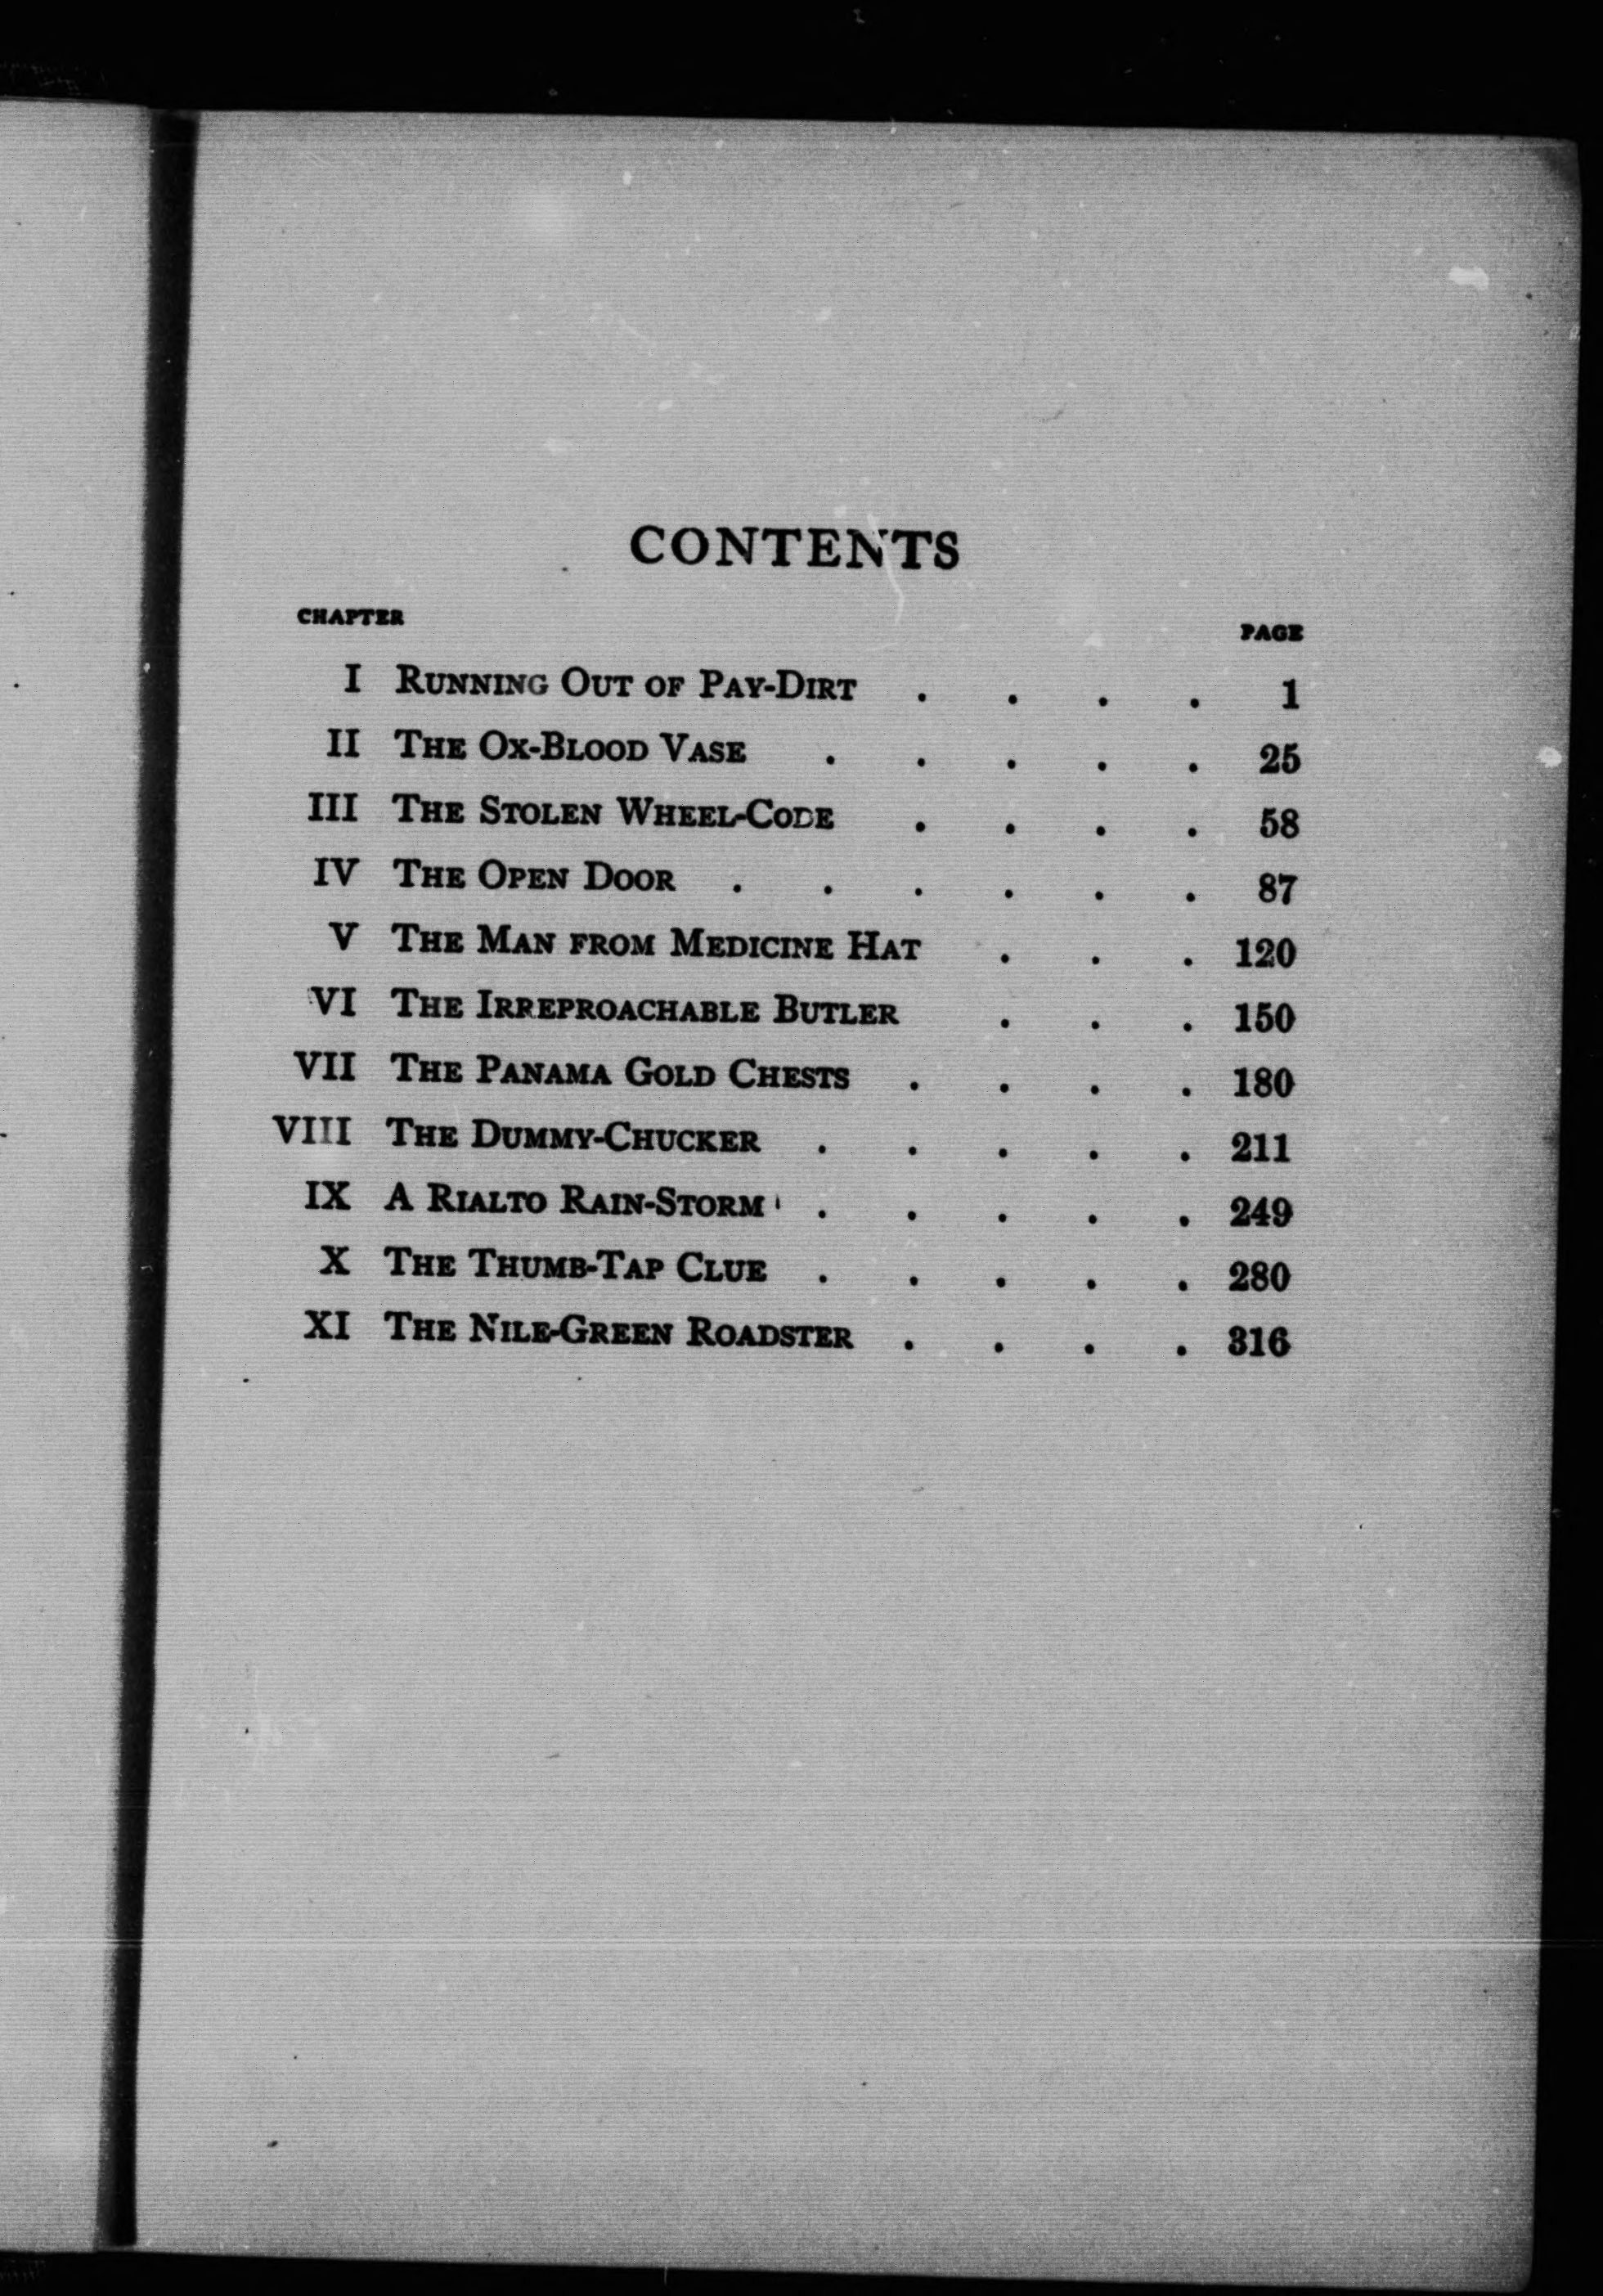 CONTENTS
CHAPTER PAGE
I RUNNING OUT OF PAY-DIRT . . . . 1
II THE OX-BLOOD VASE . . . . . 25
III THE STOLEN WHEEL-CODE . . . . 58
IV THE OPEN DOOR . . . . . . 87
V THE MAN FROM MEDICINE HAT . . . 120
VI THE IRREPROACHABLE BUTLER . . . 150
VII THE PANAMA GOLD CHESTS . . . . 180
VIII THE DUMMY-CHUCKER . . . . . 211
IX A RIALTO RAIN-STORM . . . . . 249
X THE THUMB-TAP CLUE . . . . . 280
XI THE NILE-GREEN ROADSTER . . . . 316